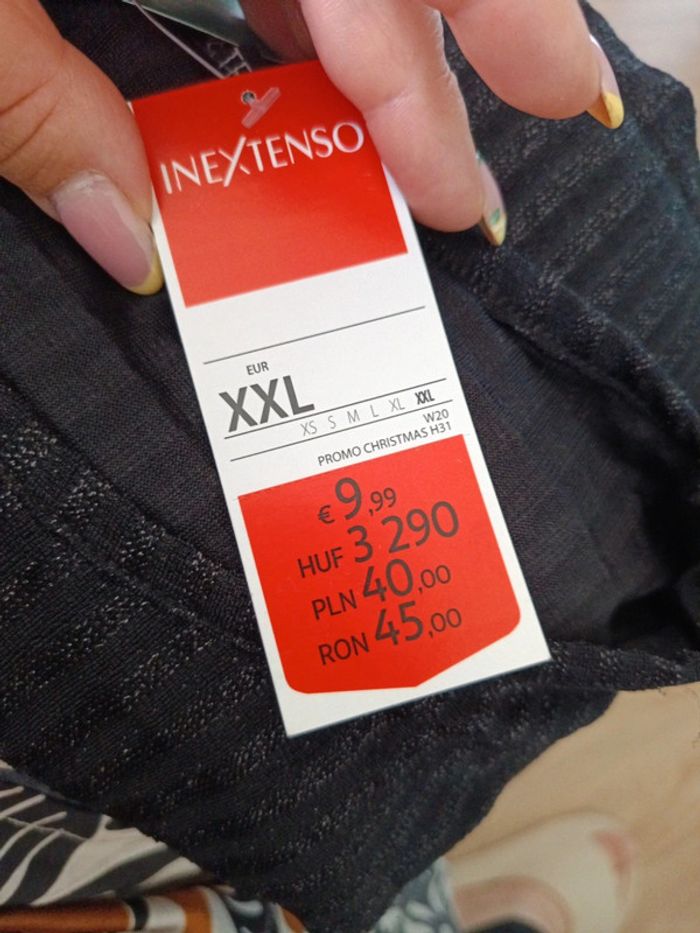 INEXTENSO
EUR
XXL
XS S M L XL XXL
W20
PROMO CHRISTMAS H31
€ 9,99
HUF 3 290
PLN 40,00
RON 45,00